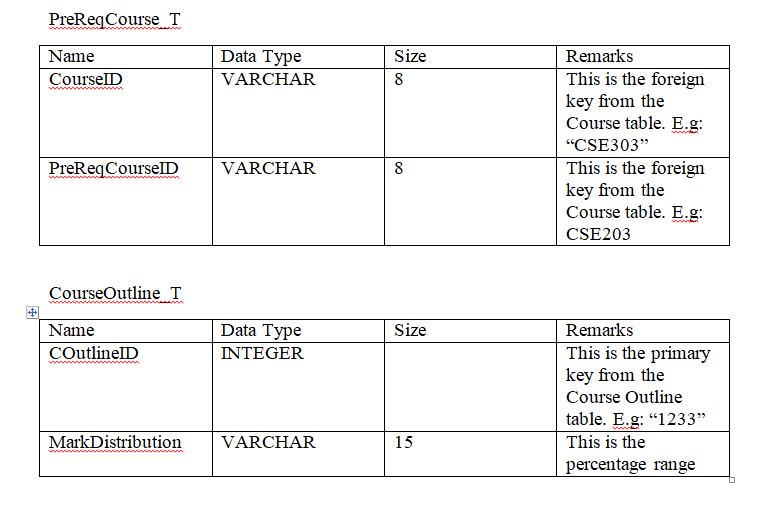 PreReqCourse_T
Name Data Type Size Remarks
CourseID VARCHAR 8 This is the foreign
key from the
Course table. E.g:
“CSE303”
PreReqCourseID VARCHAR 8 This is the foreign
key from the
Course table. E.g:
CSE203
CourseOutline_T
Name Data Type Size Remarks
COutlineID INTEGER This is the primary
key from the
Course Outline
table. E.g: “1233”
MarkDistribution VARCHAR 15 This is the
percentage range